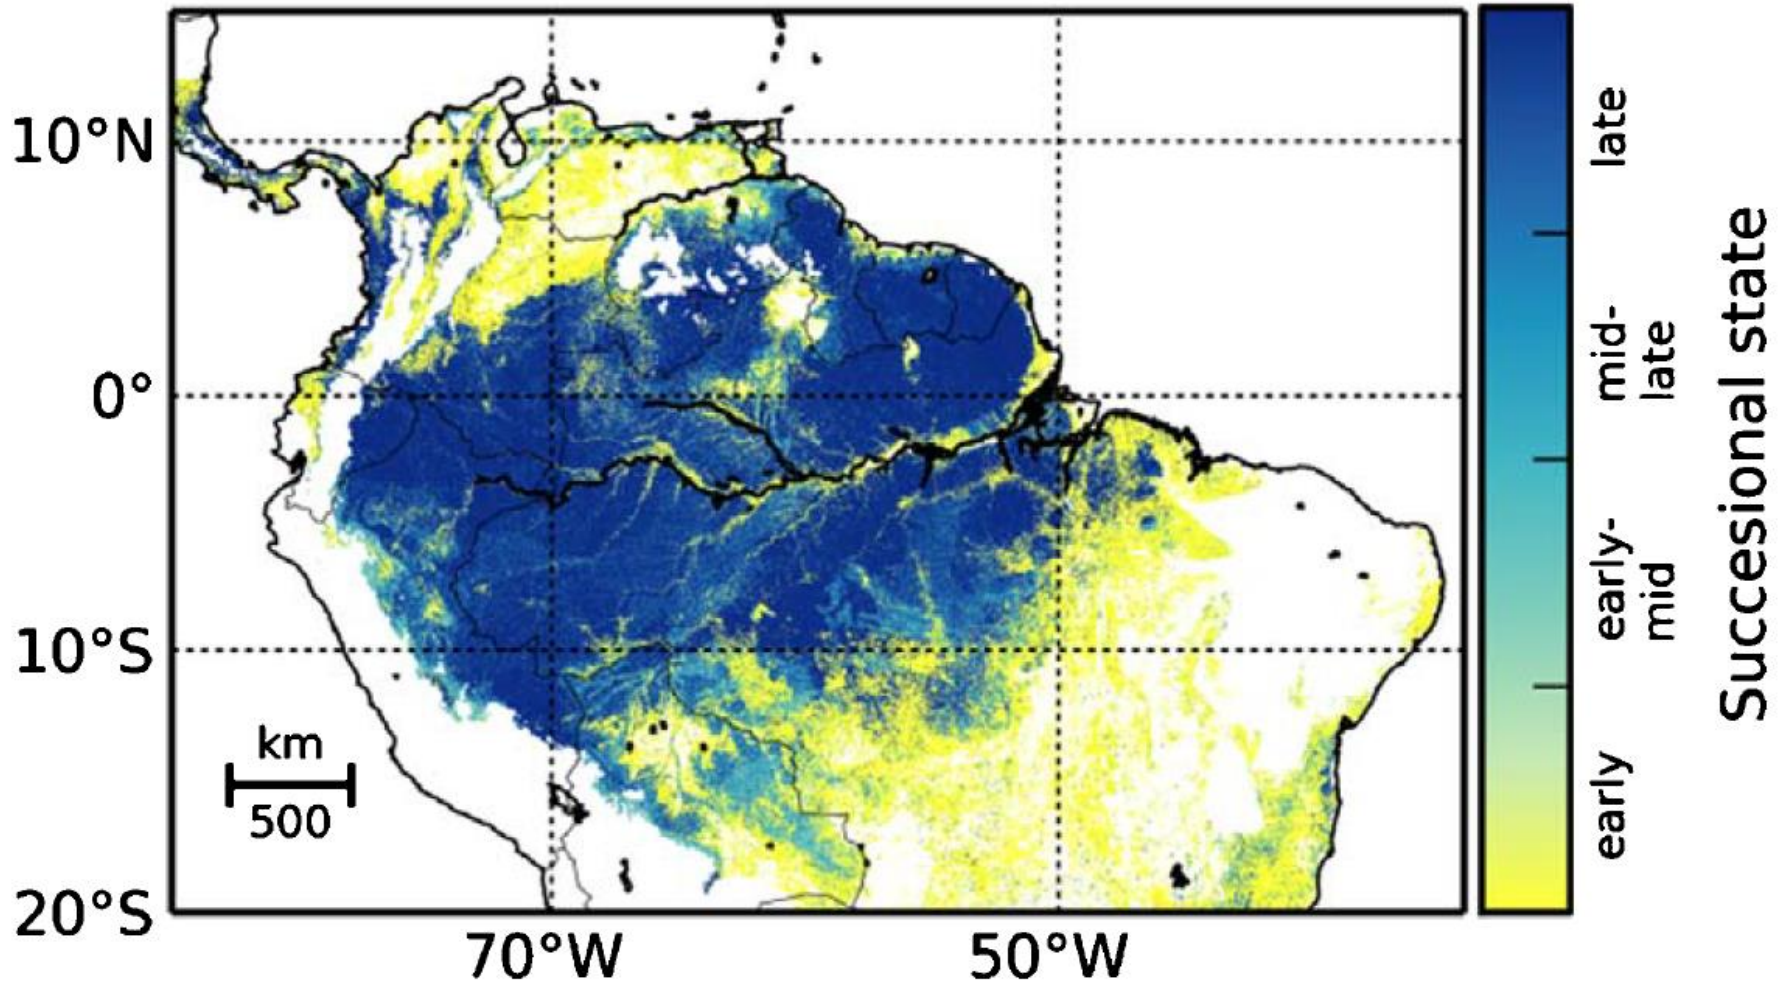 10°N
0°
10°S
20°S
70°W
50°W
km
500
late
mid-
late
early-
mid
early
Succesional state